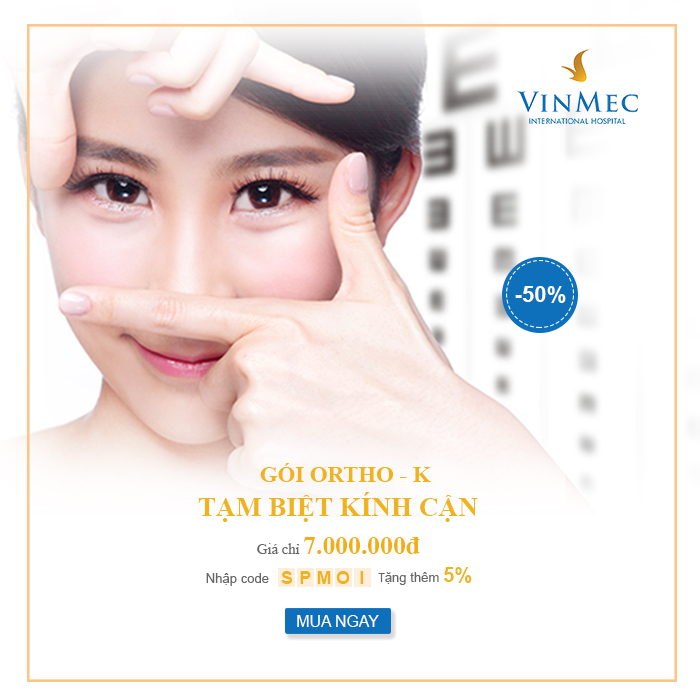 VINMEC
INTERNATIONAL HOSPITAL
-50%
GÓI ORTHO - K
TẠM BIỆT KÍNH CẬN
Giá chỉ 7.000.000đ
Nhập code SPMOI Tặng thêm 5%
MUA NGAY